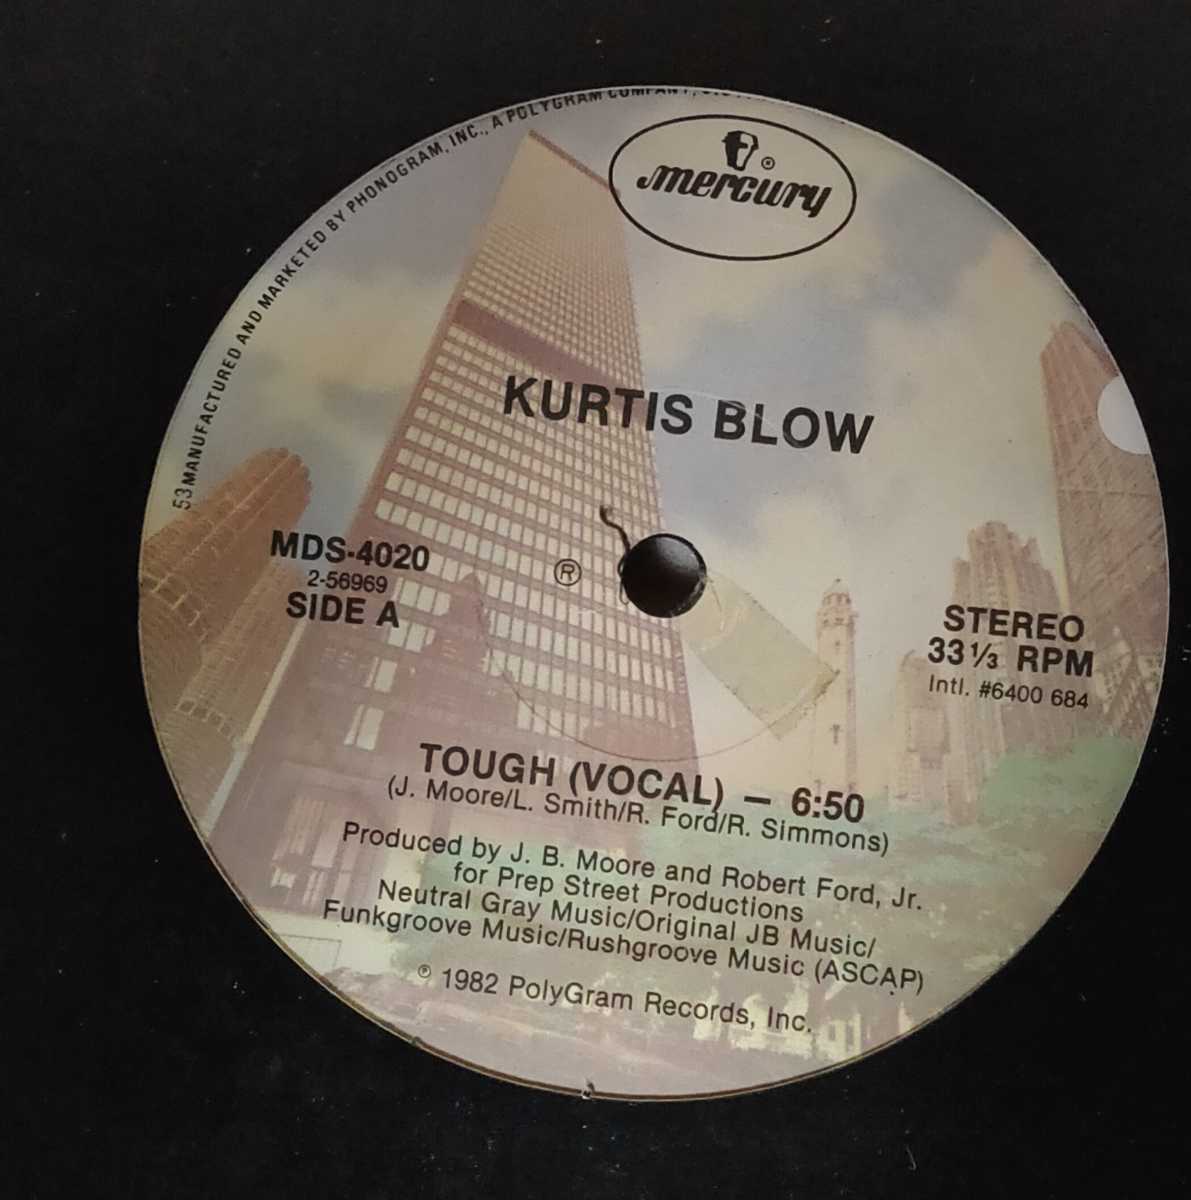 53 MANUFACTURED AND MARKETED BY PHONOGRAM, INC., A POLYGRAM COMPANY,
®
mercury
KURTIS BLOW
MDS-4020
2-56969
SIDE A
®
STEREO
33 1/3 RPM
Intl. #6400 684
TOUGH (VOCAL) — 6:50
(J. Moore/L. Smith/R. Ford/R. Simmons)
Produced by J. B. Moore and Robert Ford, Jr.
for Prep Street Productions
Neutral Gray Music/Original JB Music/
Funkgroove Music/Rushgroove Music (ASCAP)
℗ 1982 PolyGram Records, Inc.